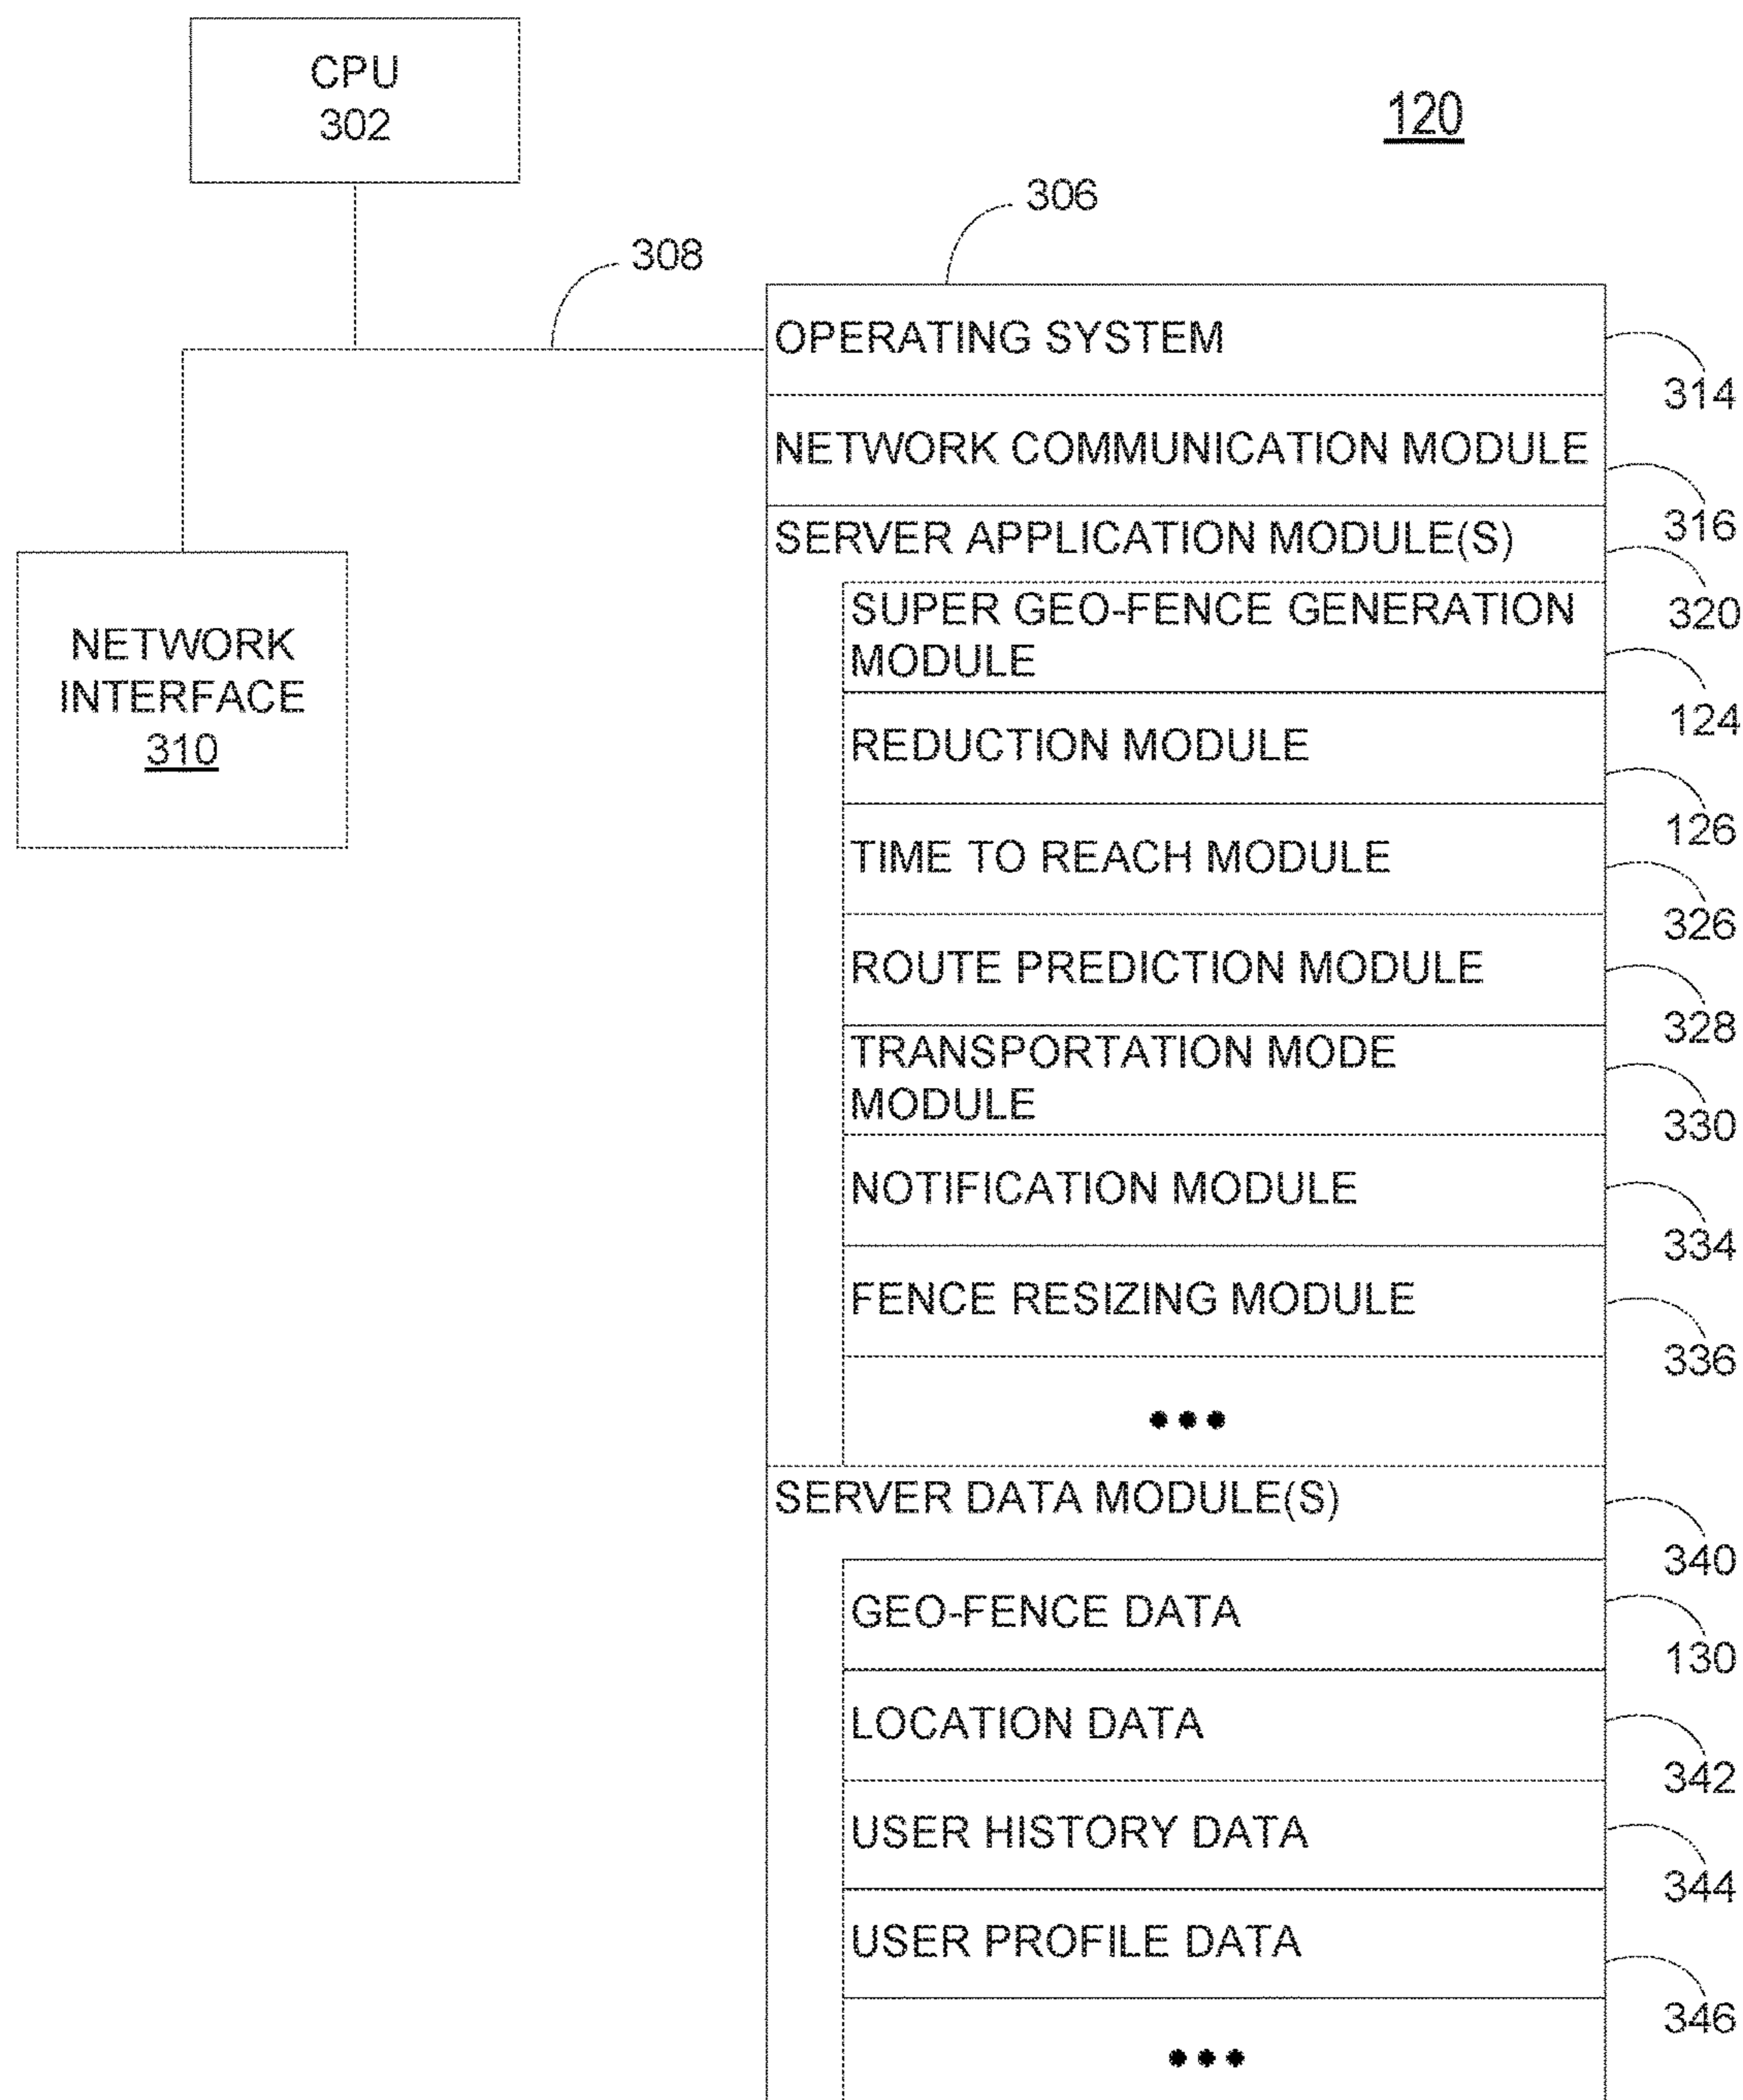 CPU
302
120
306
308
OPERATING SYSTEM
314
NETWORK COMMUNICATION MODULE
316
SERVER APPLICATION MODULE(S)
320
SUPER GEO-FENCE GENERATION
MODULE
124
NETWORK
INTERFACE
310
REDUCTION MODULE
126
TIME TO REACH MODULE
326
ROUTE PREDICTION MODULE
328
TRANSPORTATION MODE
MODULE
330
NOTIFICATION MODULE
334
FENCE RESIZING MODULE
336
•••
SERVER DATA MODULE(S)
340
GEO-FENCE DATA
130
LOCATION DATA
342
USER HISTORY DATA
344
USER PROFILE DATA
346
•••